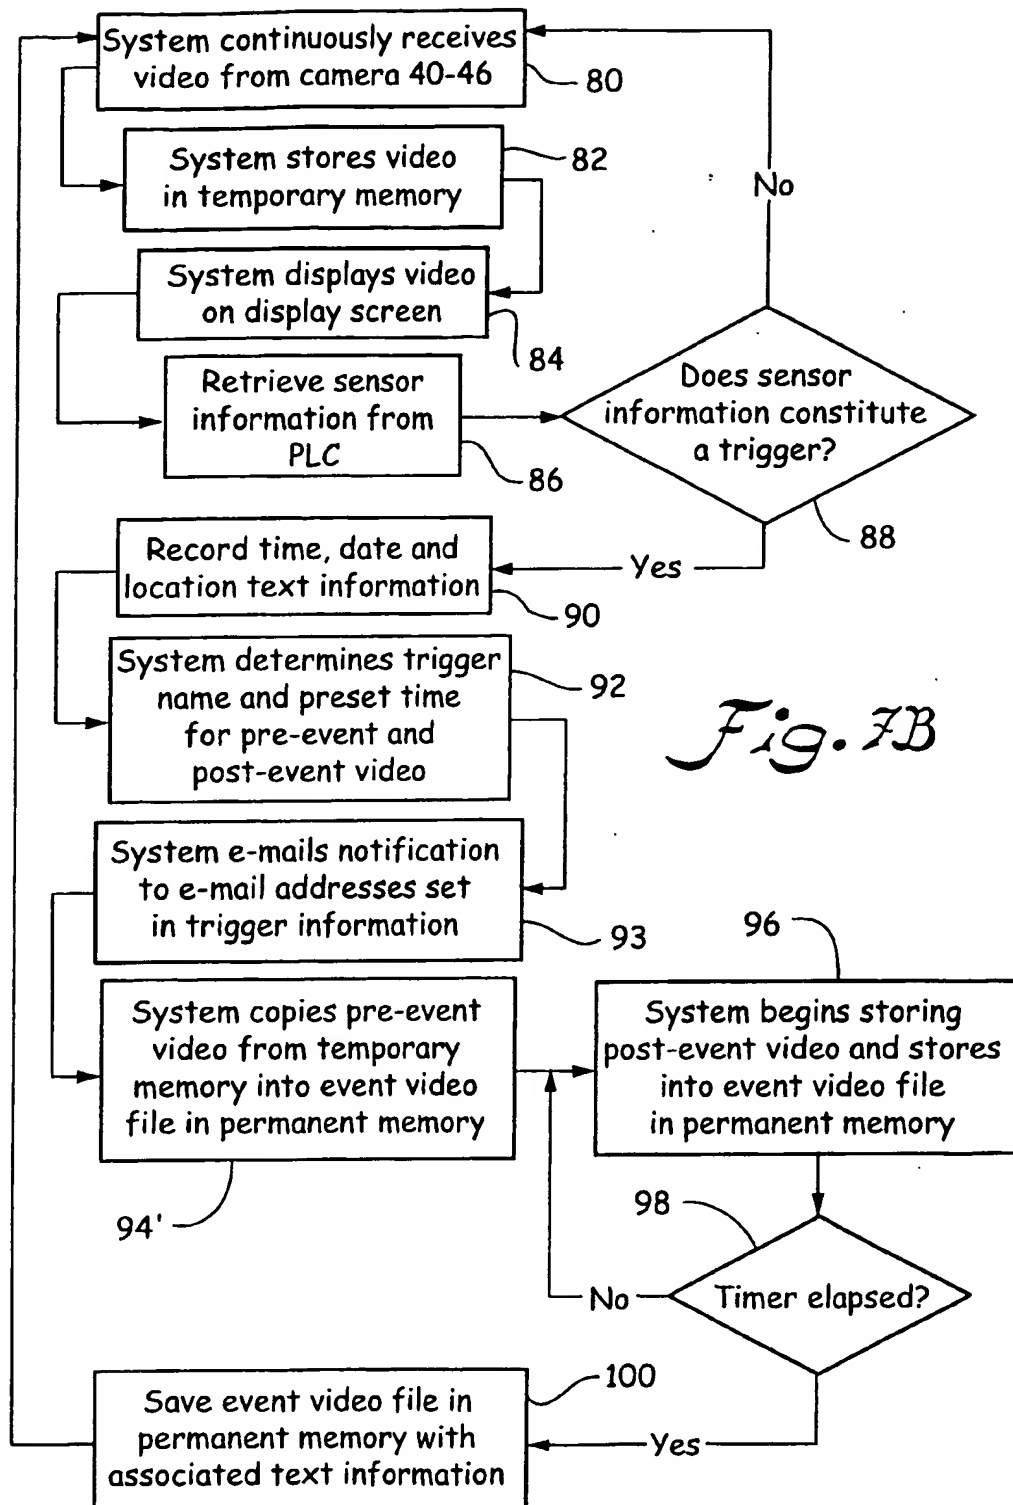 System continuously receives
video from camera 40-46
80
System stores video
in temporary memory
82
No
System displays video
on display screen
84
Retrieve sensor
information from
PLC
86
Does sensor
information constitute
a trigger?
88
Record time, date and
location text information
90
Yes
System determines trigger
name and preset time
for pre-event and
post-event video
92
Fig. 7B
System e-mails notification
to e-mail addresses set
in trigger information
93
96
System copies pre-event
video from temporary
memory into event video
file in permanent memory
94'
System begins storing
post-event video and stores
into event video file
in permanent memory
98
No
Timer elapsed?
100
Save event video file in
permanent memory with
associated text information
Yes